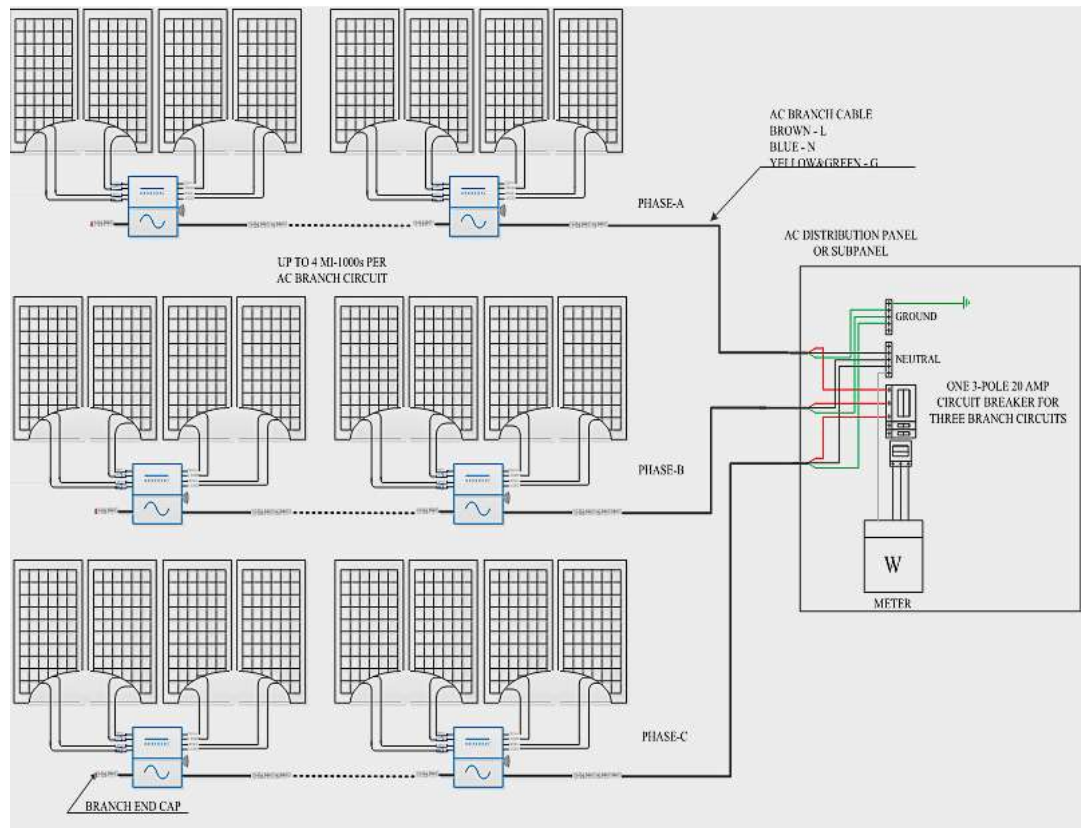 AC BRANCH CABLE
BROWN - L
BLUE - N
YELLOW&GREEN - G
PHASE-A
AC DISTRIBUTION PANEL
OR SUBPANEL
UP TO 4 MI-1000s PER
AC BRANCH CIRCUIT
GROUND
NEUTRAL
ONE 3-POLE 20 AMP
CIRCUIT BREAKER FOR
THREE BRANCH CIRCUITS
PHASE-B
W
METER
PHASE-C
BRANCH END CAP